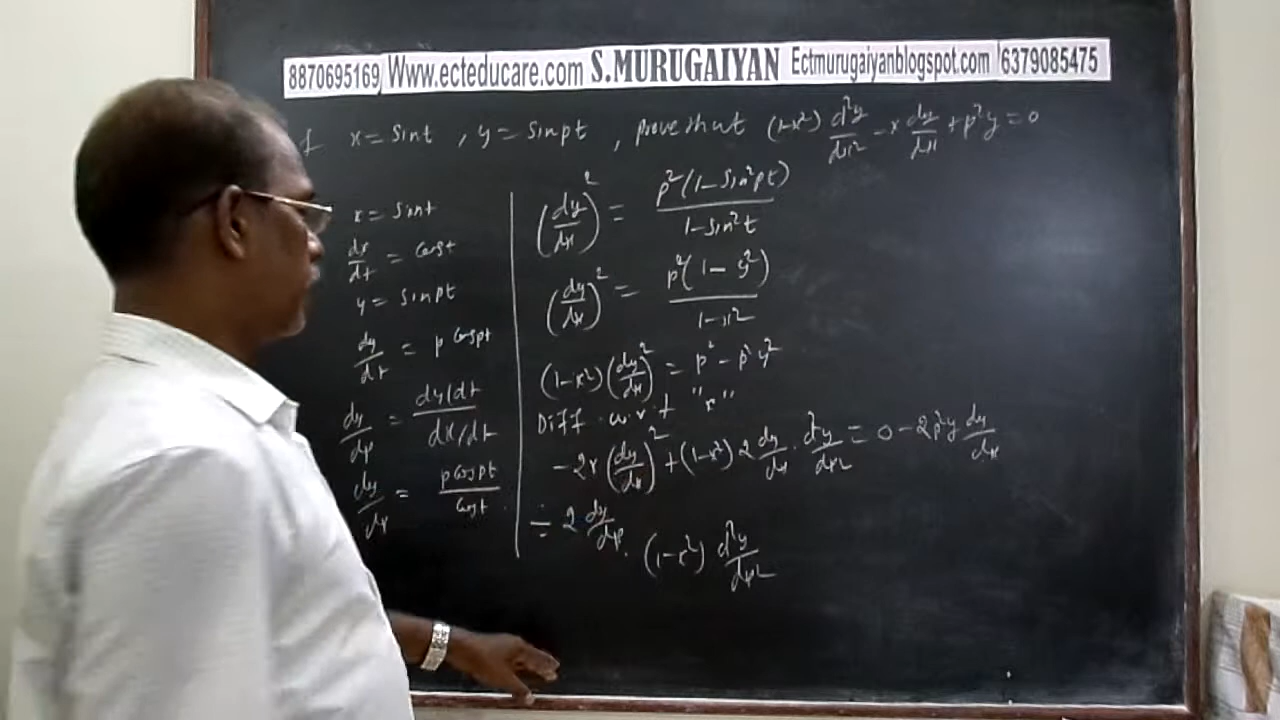 8870695169 Www.ecteducare.com S.MURUGAIYAN Ectmurugaiyanblogspot.com 6379085475
f x = sint , y = sinpt , prove that (1-x²) d²y/dx² - x dy/dx + p²y = 0
x = sint
dx/dt = cost
y = sinpt
dy/dt = p cospt
dy/dx = dy/dt / dx/dt
dy/dx = pcospt / cost
(dy/dx)² = p²(1-sin²pt) / 1-sin²t
(dy/dx)² = p²(1-y²) / 1-x²
(1-x²)(dy/dx)² = p² - p²y²
Diff. w.r.t "x"
-2x(dy/dx)² + (1-x²) 2 dy/dx . d²y/dx² = 0 - 2p²y dy/dx
÷ 2 dy/dx. (1-x²) d²y/dx²